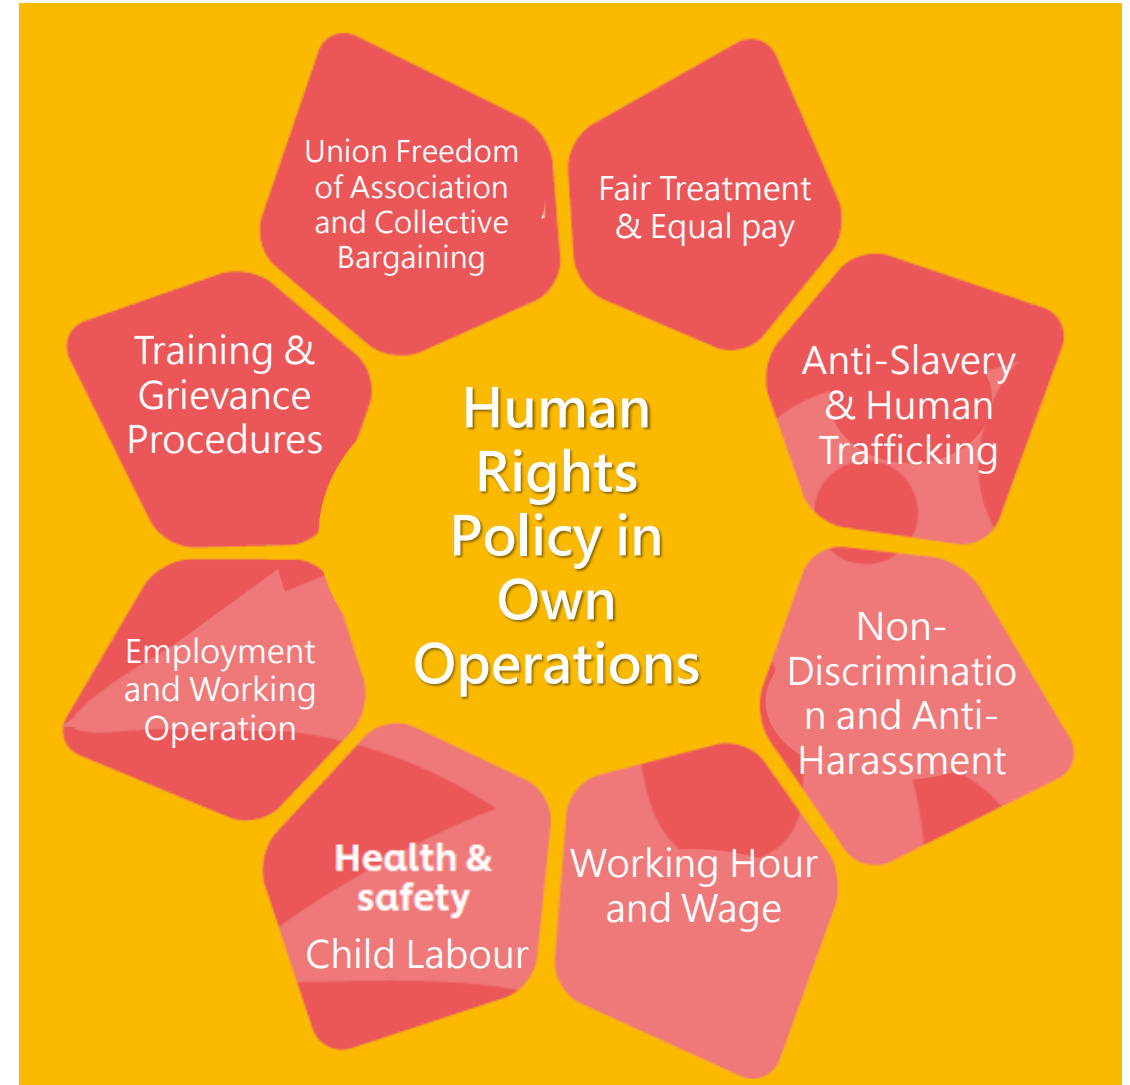 Union Freedom
of Association
and Collective
Bargaining
Fair Treatment
& Equal pay
Training &
Grievance
Procedures
Anti-Slavery
& Human
Trafficking
Human
Rights
Policy in
Own
Operations
Employment
and Working
Operation
Non-
Discriminatio
n and Anti-
Harassment
Health &
safety
Child Labour
Working Hour
and Wage